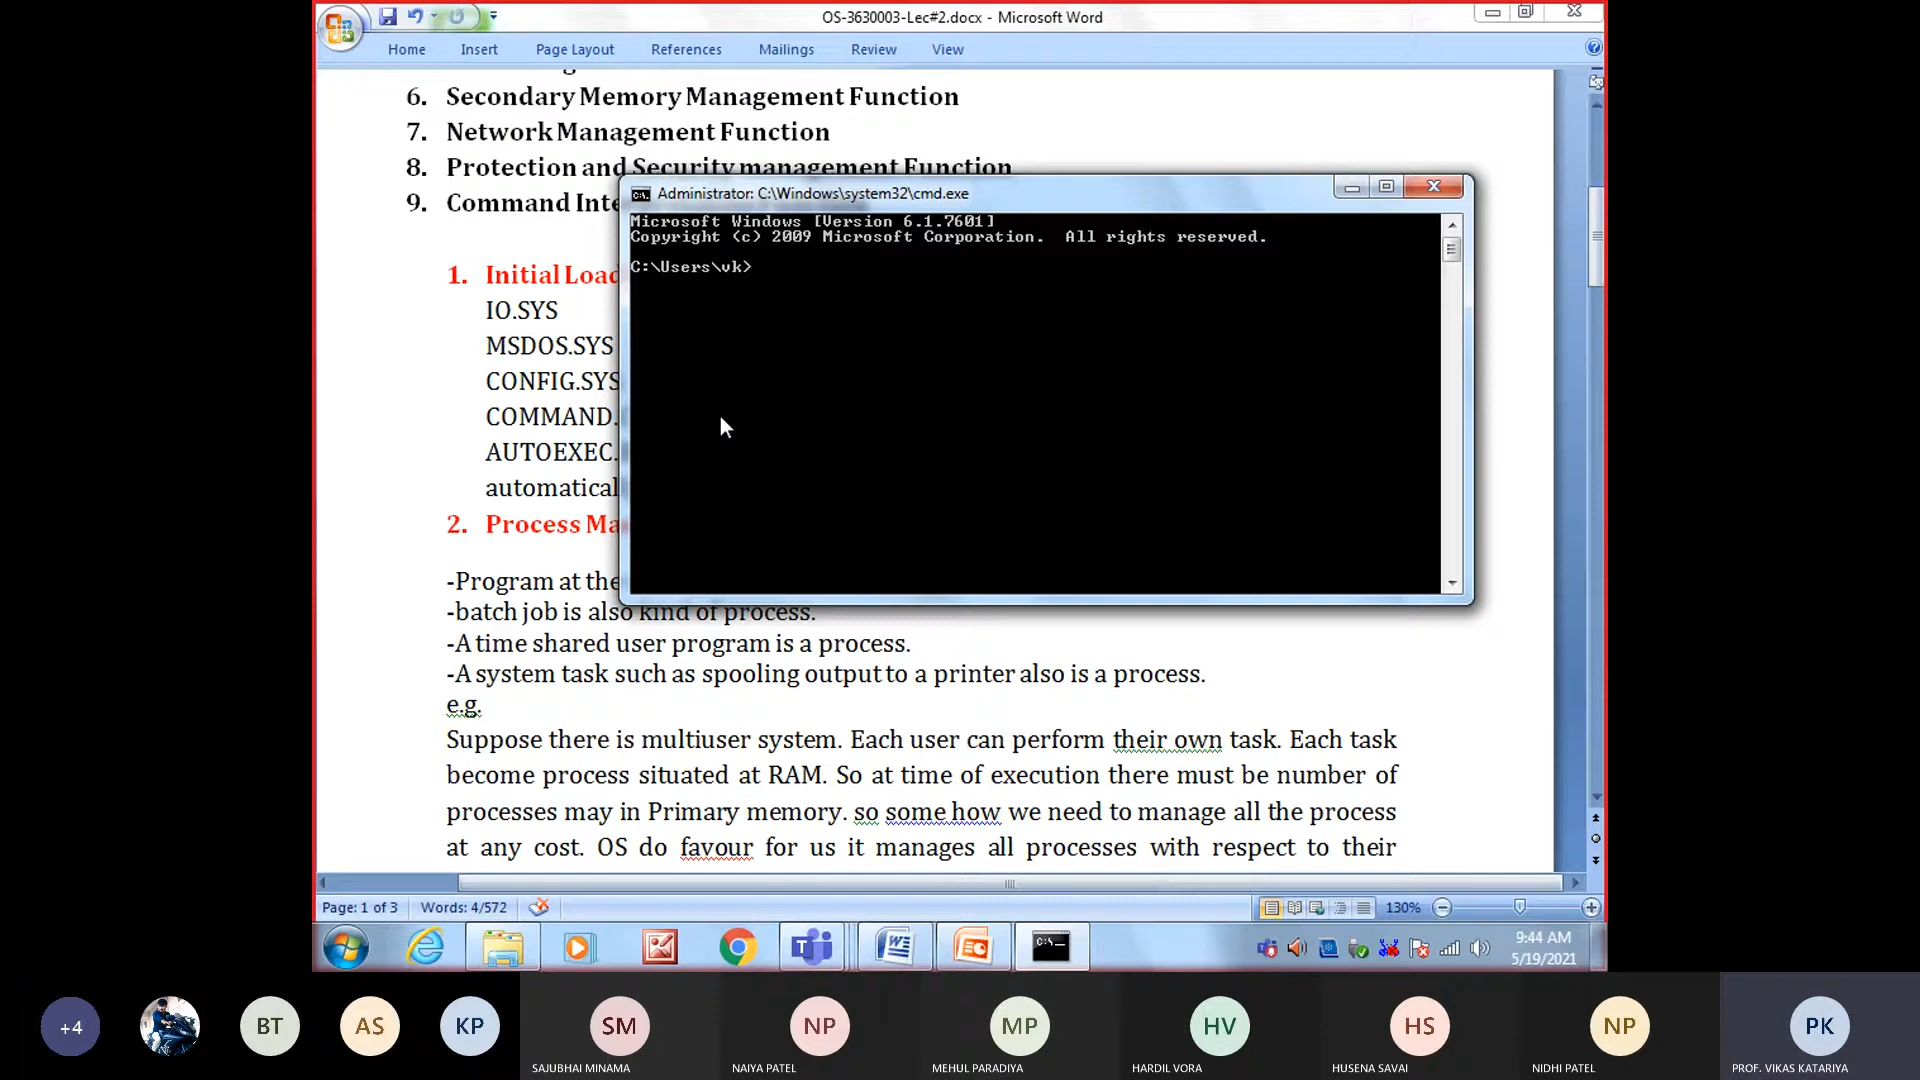 OS-3630003-Lec#2.docx - Microsoft Word
Home Insert Page Layout References Mailings Review View
6. Secondary Memory Management Function
7. Network Management Function
8. Protection and Security management Function
9. Command Inte
Administrator: C:\Windows\system32\cmd.exe
Microsoft Windows [Version 6.1.7601]
Copyright (c) 2009 Microsoft Corporation. All rights reserved.
C:\Users\vk>
1. Initial Load
IO.SYS
MSDOS.SYS
CONFIG.SYS
COMMAND.
AUTOEXEC.
automatical
2. Process Ma
-Program at the
-batch job is also kind of process.
-A time shared user program is a process.
-A system task such as spooling output to a printer also is a process.
e.g.
Suppose there is multiuser system. Each user can perform their own task. Each task
become process situated at RAM. So at time of execution there must be number of
processes may in Primary memory. so some how we need to manage all the process
at any cost. OS do favour for us it manages all processes with respect to their
Page: 1 of 3 Words: 4/572 130%
9:44 AM
5/19/2021
+4 BT AS KP SM NP MP HV HS NP PK
SAJUBHAI MINAMA NAIYA PATEL MEHUL PARADIYA HARDIL VORA HUSENA SAVAI NIDHI PATEL PROF. VIKAS KATARIYA